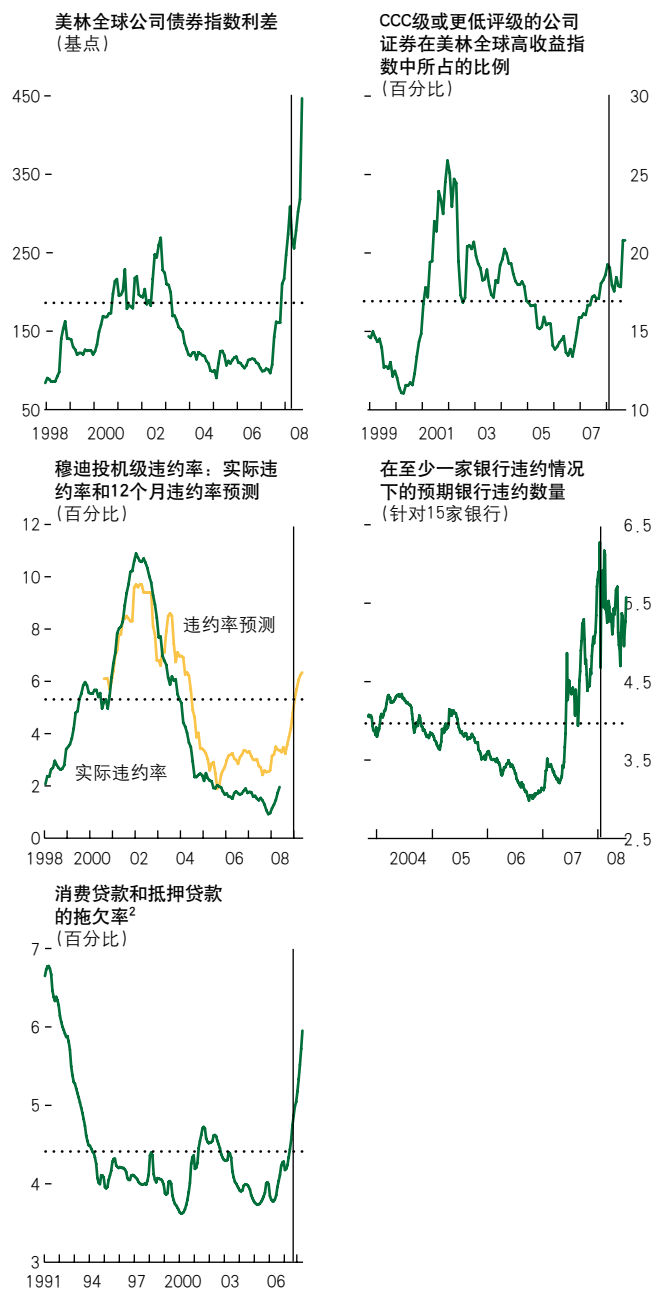 美林全球公司债券指数利差
(基点)
450
350
250
150
50
1998 2000 02 04 06 08
CCC级或更低评级的公司
证券在美林全球高收益指
数中所占的比例
(百分比)
30
25
20
15
10
1999 2001 03 05 07
穆迪投机级违约率：实际违
约率和12个月违约率预测
(百分比)
12
10
8
6
4
2
0
违约率预测
实际违约率
1998 2000 02 04 06 08
在至少一家银行违约情况
下的预期银行违约数量
(针对15家银行)
6.5
5.5
4.5
3.5
2.5
2004 05 06 07 08
消费贷款和抵押贷款
的拖欠率2
(百分比)
7
6
5
4
3
1991 94 97 2000 03 06